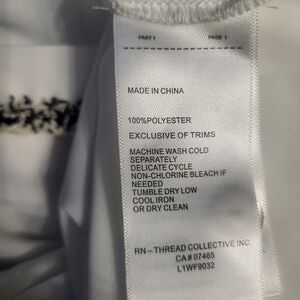 PART 1 PAGE 1
MADE IN CHINA
100%POLYESTER
EXCLUSIVE OF TRIMS
MACHINE WASH COLD
SEPARATELY
DELICATE CYCLE
NON-CHLORINE BLEACH IF
NEEDED
TUMBLE DRY LOW
COOL IRON
OR DRY CLEAN
RN-THREAD COLLECTIVE INC.
CA# 07465
L1WF9032